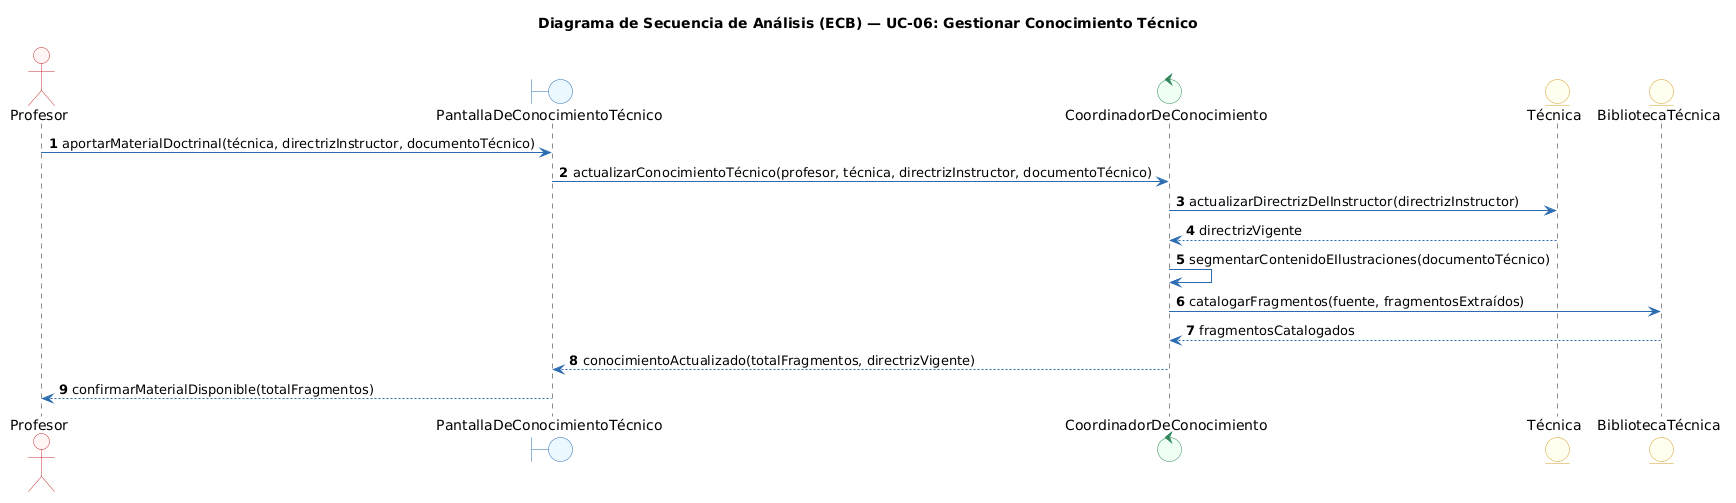 Diagrama de Secuencia de Análisis (ECB) — UC-06: Gestionar Conocimiento Técnico
Profesor
PantallaDeConocimientoTécnico
CoordinadorDeConocimiento
Técnica
BibliotecaTécnica
1 aportarMaterialDoctrinal(técnica, directrizInstructor, documentoTécnico)
2 actualizarConocimientoTécnico(profesor, técnica, directrizInstructor, documentoTécnico)
3 actualizarDirectrizDelInstructor(directrizInstructor)
4 directrizVigente
5 segmentarContenidoEIlustraciones(documentoTécnico)
6 catalogarFragmentos(fuente, fragmentosExtraídos)
7 fragmentosCatalogados
8 conocimientoActualizado(totalFragmentos, directrizVigente)
9 confirmarMaterialDisponible(totalFragmentos)
Profesor
PantallaDeConocimientoTécnico
CoordinadorDeConocimiento
Técnica
BibliotecaTécnica